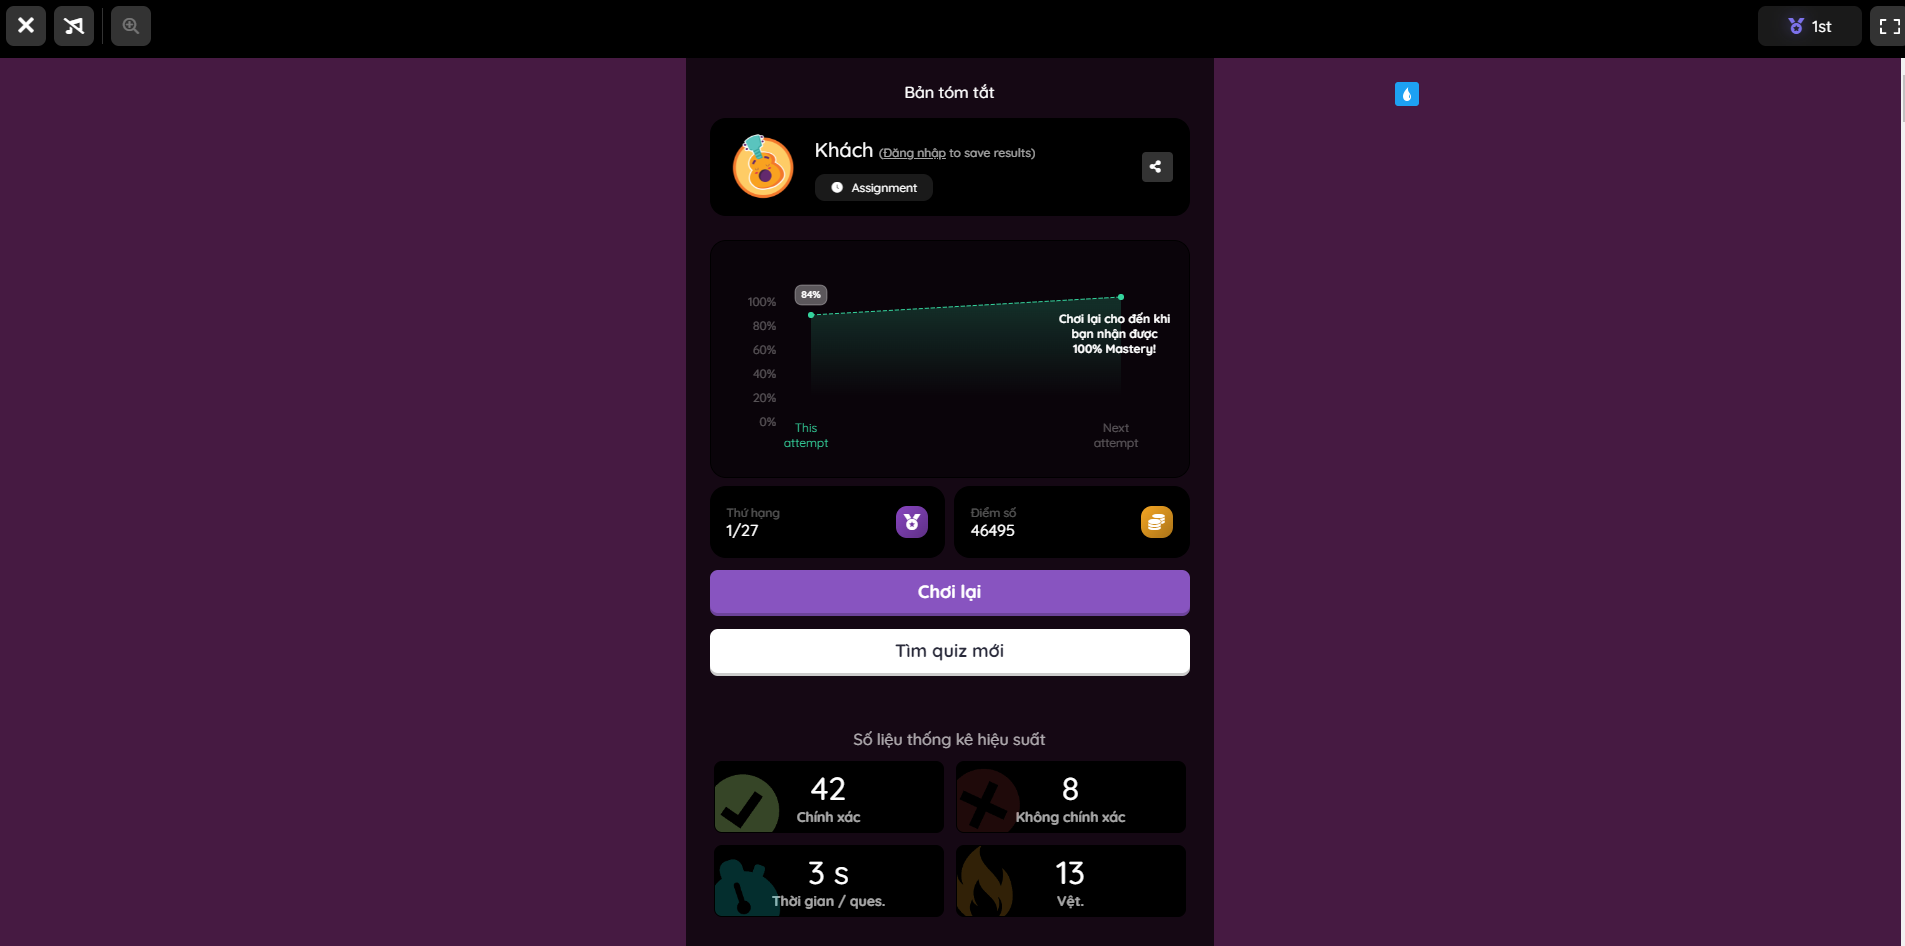 1st
Bản tóm tắt
Khách (Đăng nhập to save results)
Assignment
84%
100%
80%
60%
40%
20%
0%
Chơi lại cho đến khi
bạn nhận được
100% Mastery!
This
attempt
Next
attempt
Thứ hạng
1/27
Điểm số
46495
Chơi lại
Tìm quiz mới
Số liệu thống kê hiệu suất
42
Chính xác
8
Không chính xác
3 s
Thời gian / ques.
13
Vệt.